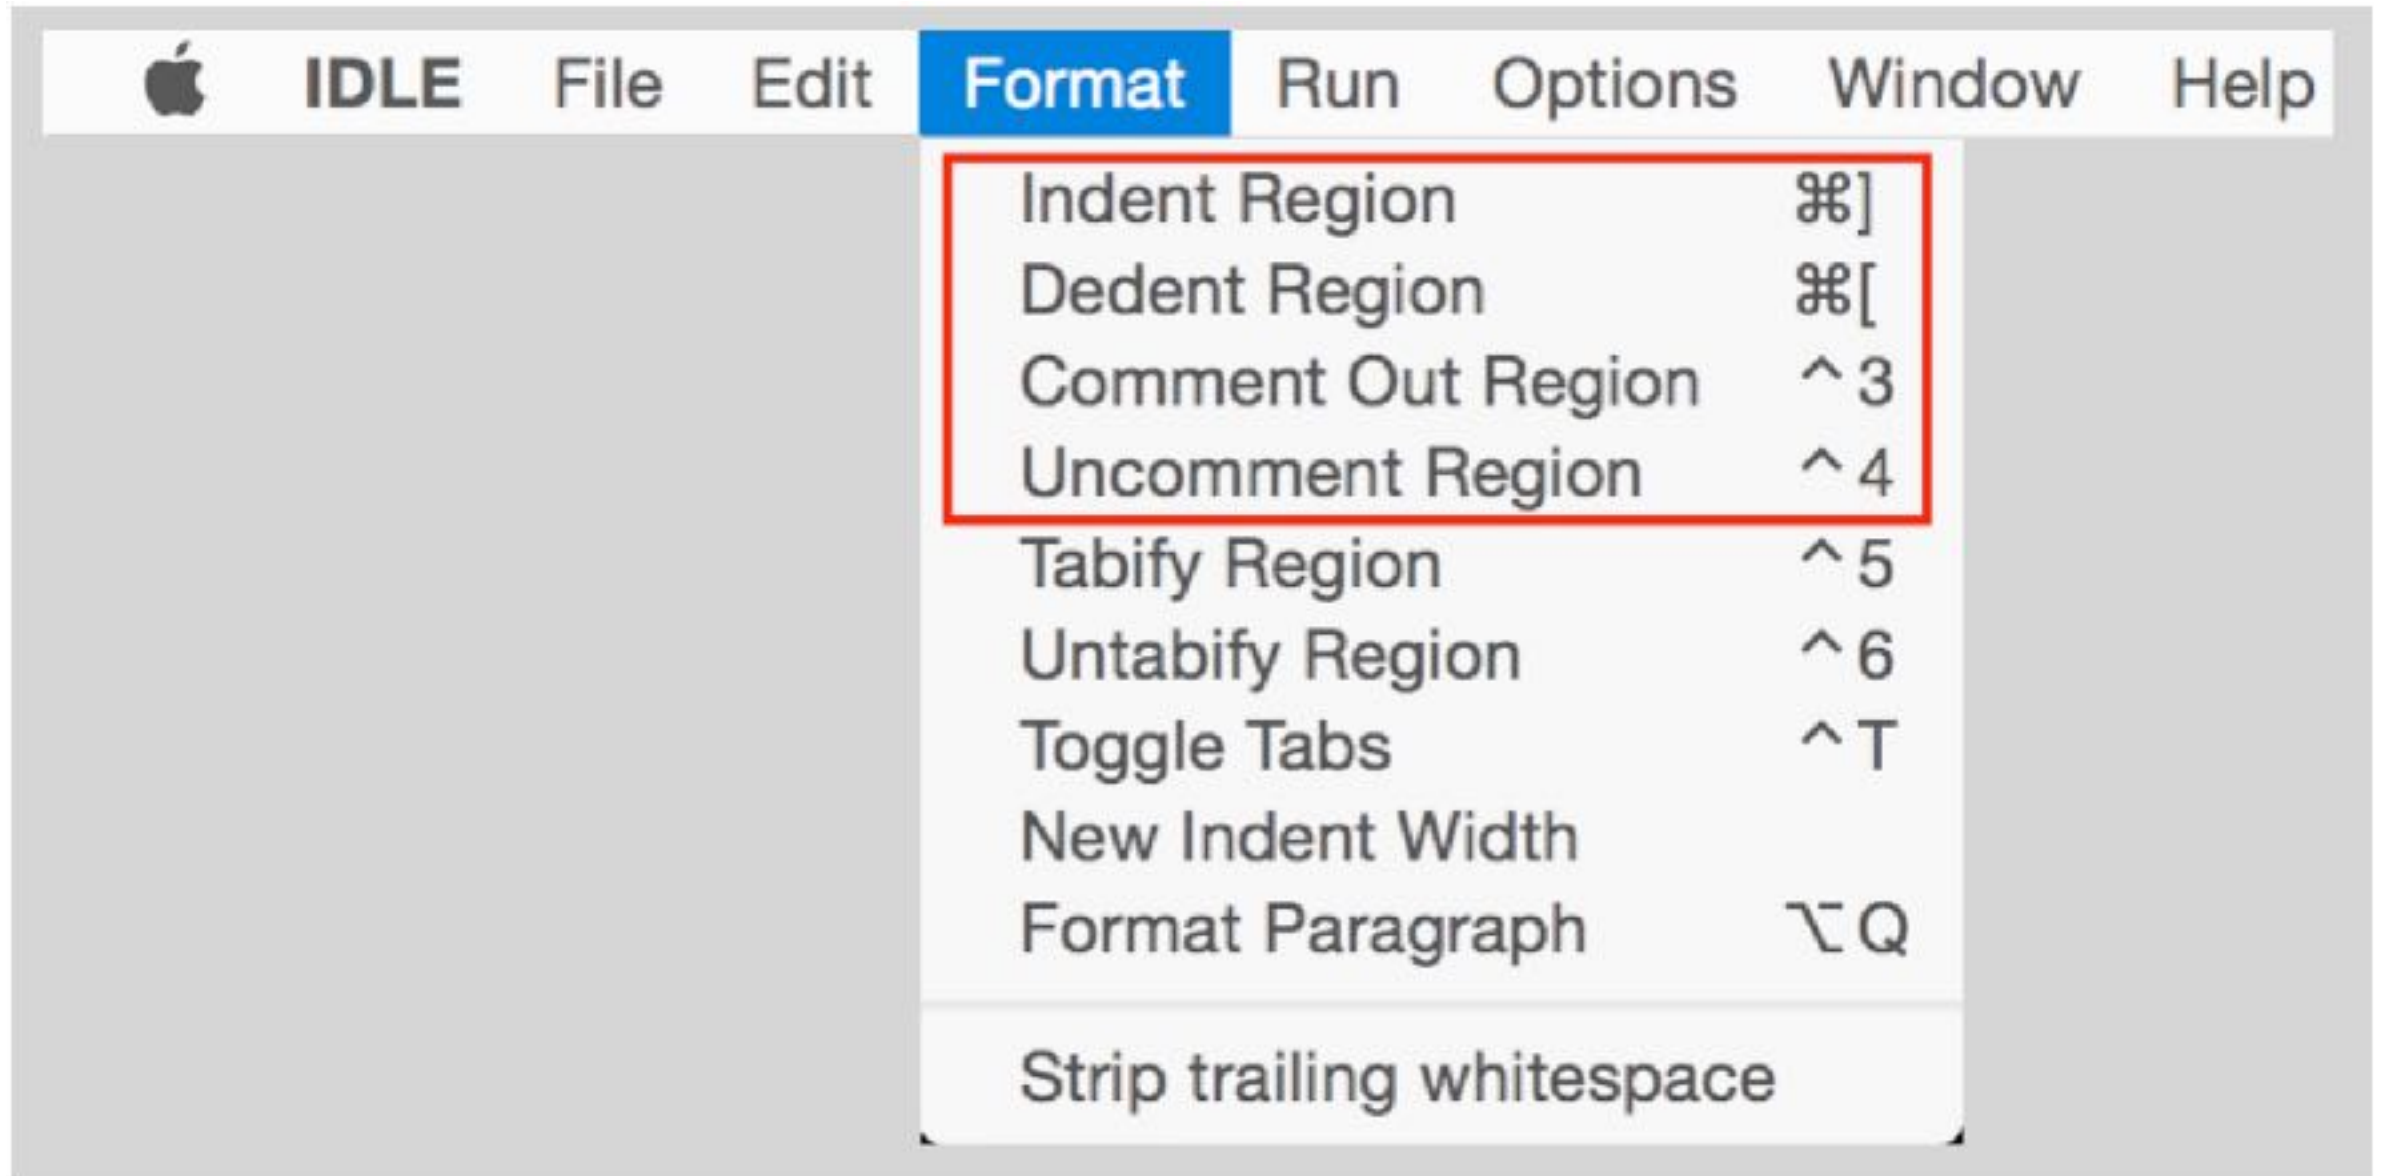 IDLE File Edit Format Run Options Window Help
Indent Region ⌘]
Dedent Region ⌘[
Comment Out Region ^3
Uncomment Region ^4
Tabify Region ^5
Untabify Region ^6
Toggle Tabs ^T
New Indent Width
Format Paragraph ⌥Q
Strip trailing whitespace